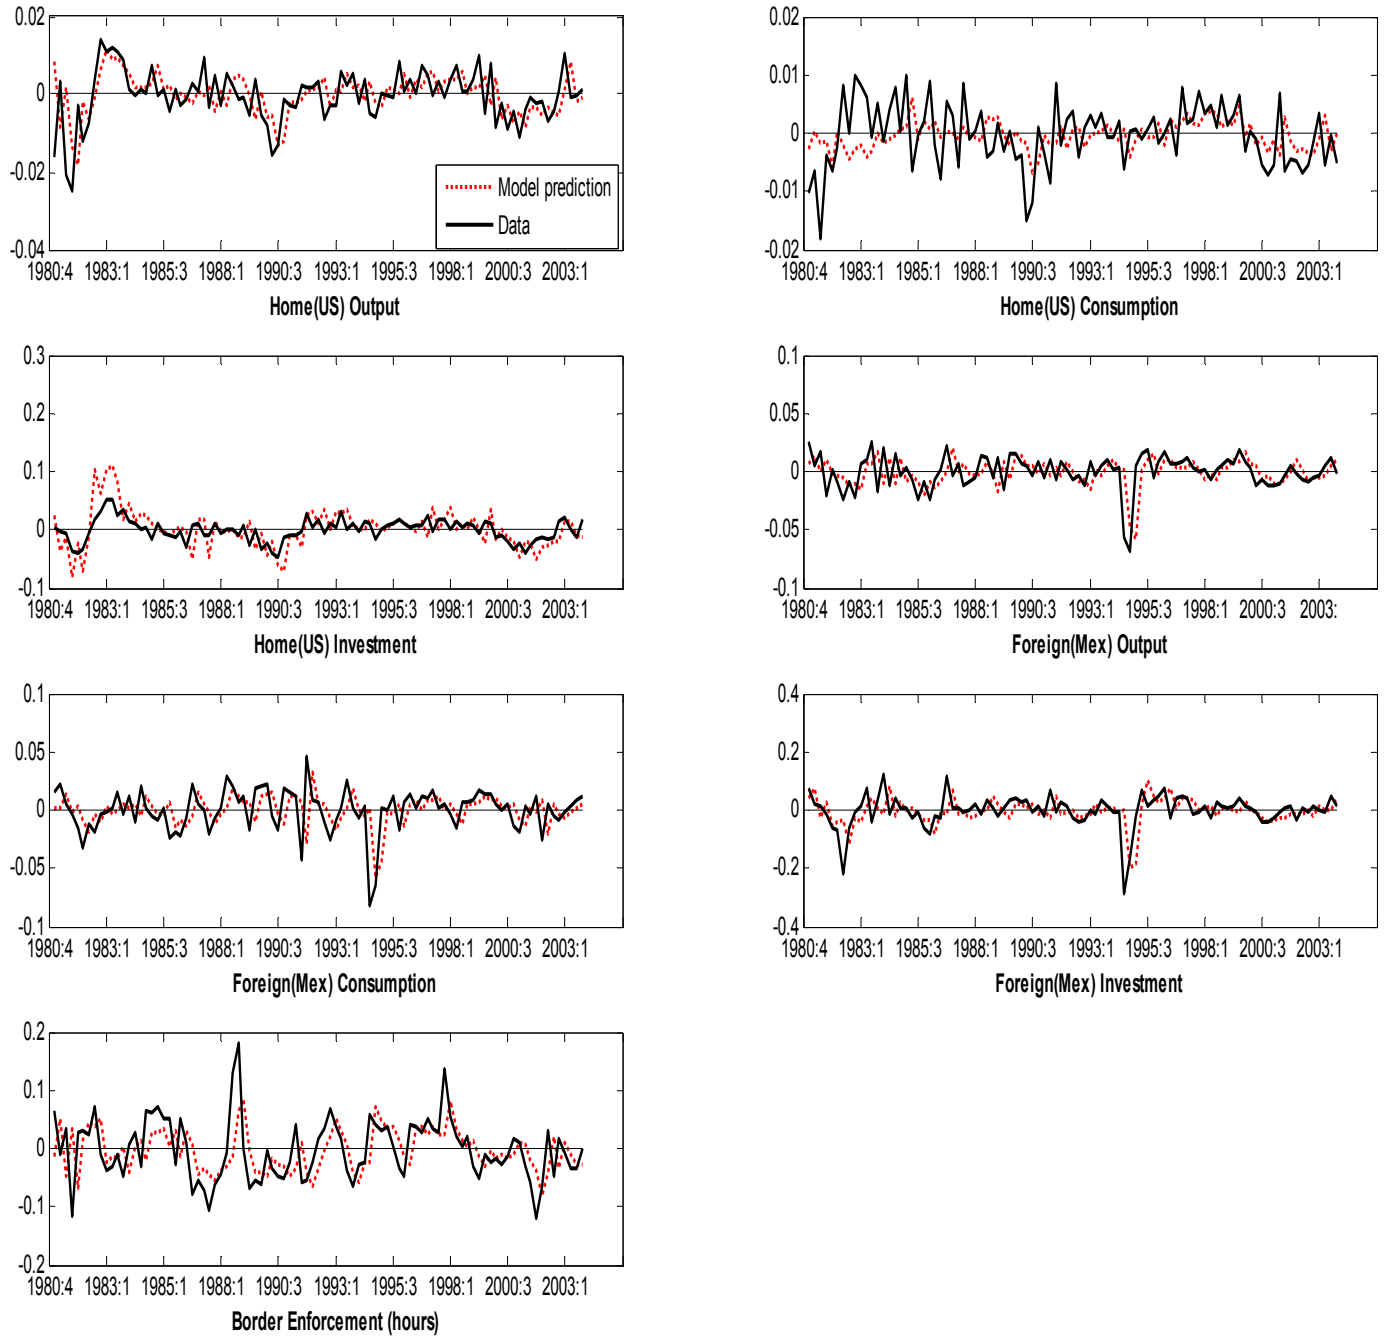 0.02
0
-0.02
-0.04
Model prediction
Data
1980:4 1983:1 1985:3 1988:1 1990:3 1993:1 1995:3 1998:1 2000:3 2003:1
Home(US) Output
0.02
0.01
0
-0.01
-0.02
1980:4 1983:1 1985:3 1988:1 1990:3 1993:1 1995:3 1998:1 2000:3 2003:1
Home(US) Consumption
0.3
0.2
0.1
0
-0.1
1980:4 1983:1 1985:3 1988:1 1990:3 1993:1 1995:3 1998:1 2000:3 2003:1
Home(US) Investment
0.1
0.05
0
-0.05
-0.1
1980:4 1983:1 1985:3 1988:1 1990:3 1993:1 1995:3 1998:1 2000:3 2003:
Foreign(Mex) Output
0.1
0.05
0
-0.05
-0.1
1980:4 1983:1 1985:3 1988:1 1990:3 1993:1 1995:3 1998:1 2000:3 2003:1
Foreign(Mex) Consumption
0.4
0.2
0
-0.2
-0.4
1980:4 1983:1 1985:3 1988:1 1990:3 1993:1 1995:3 1998:1 2000:3 2003:1
Foreign(Mex) Investment
0.2
0.1
0
-0.1
-0.2
1980:4 1983:1 1985:3 1988:1 1990:3 1993:1 1995:3 1998:1 2000:3 2003:1
Border Enforcement (hours)